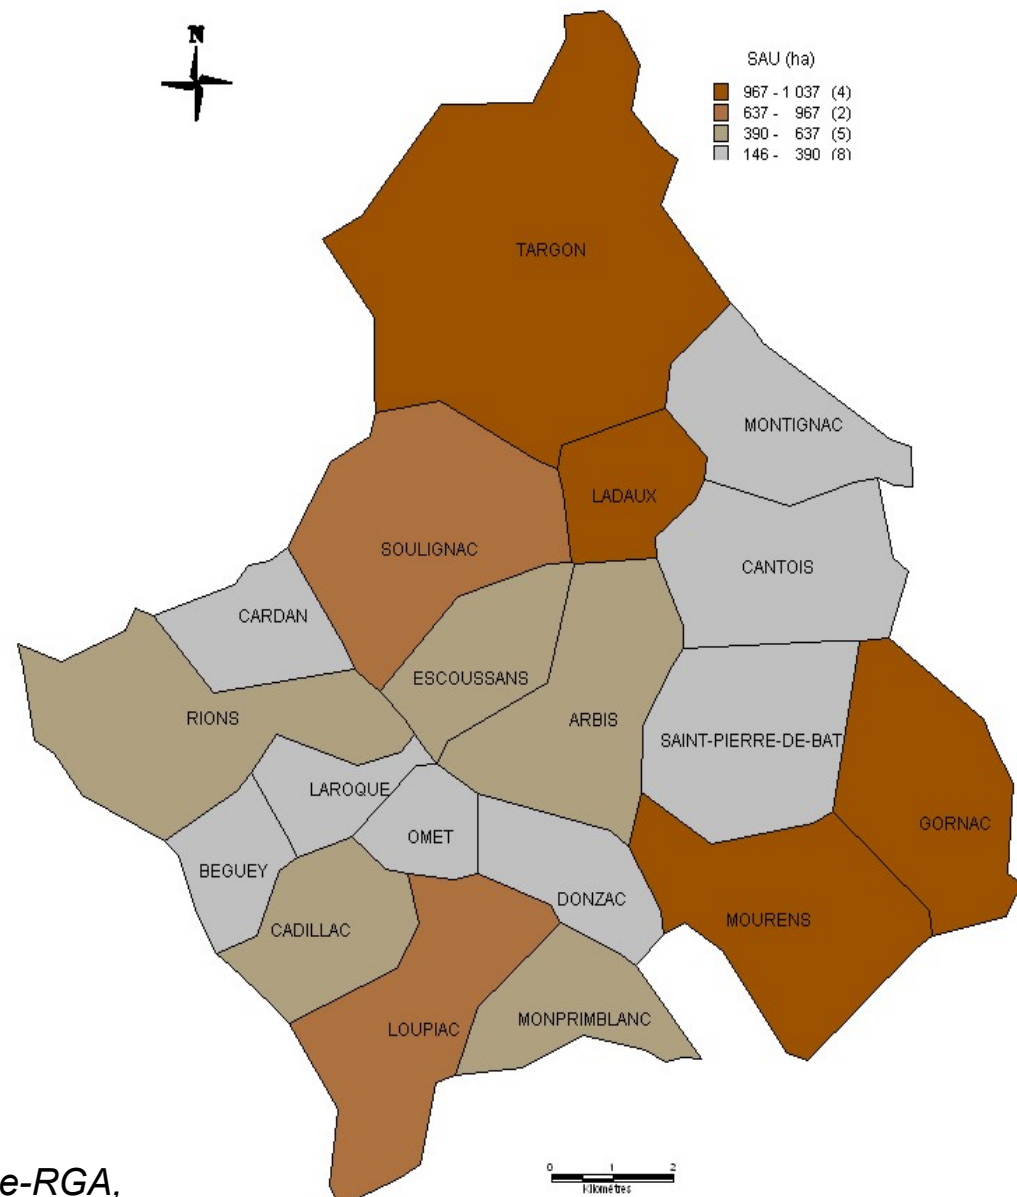 N
SAU (ha)
967 - 1 037 (4)
637 - 967 (2)
390 - 637 (5)
146 - 390 (8)
TARGON
MONTIGNAC
LADAUX
SOULIGNAC
CANTOIS
CARDAN
ESCOUSSANS
RIONS
ARBIS
SAINT-PIERRE-DE-BAT
LAROQUE
GORNAC
OMET
BEGUEY
DONZAC
MOURENS
CADILLAC
MONPRIMBLANC
LOUPIAC
0 1 2
Kilomètres
e-RGA,